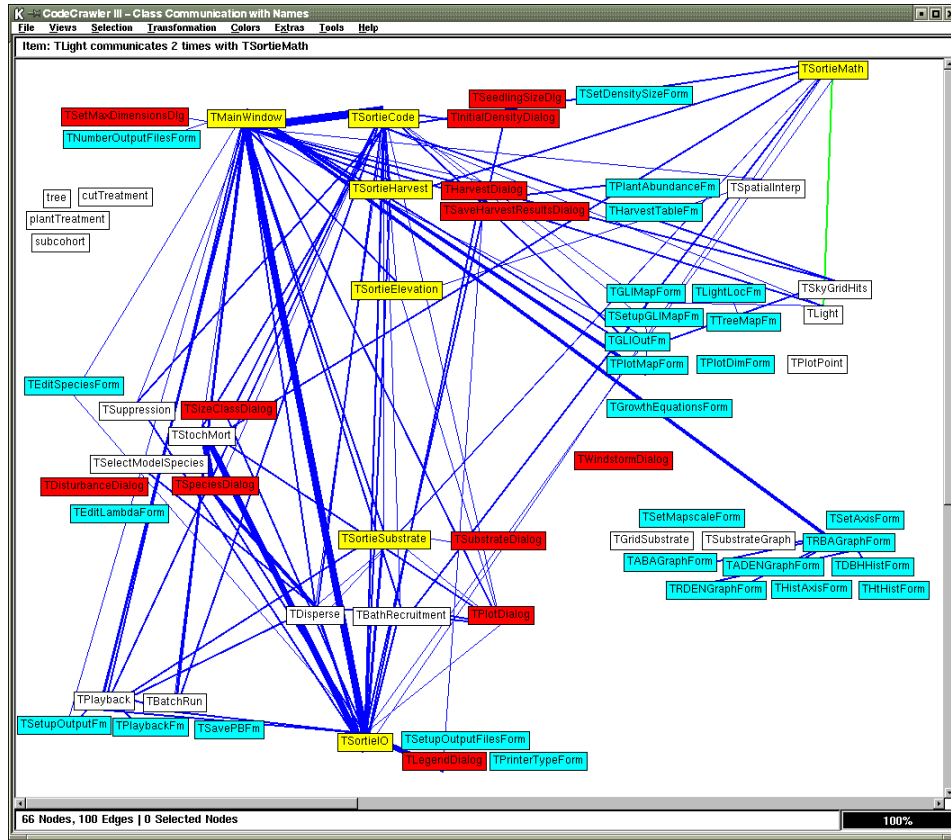 K CodeCrawler III – Class Communication with Names
File Views Selection Transformation Colors Extras Tools Help
Item: TLight communicates 2 times with TSortieMath
TSortieMath
TSeedlingSizeDlg
TSetDensitySizeForm
TSetMaxDimensionsDlg
TMainWindow
TSortieCode
TInitialDensityDialog
TNumberOutputFilesForm
TSortieHarvest
THarvestDialog
TPlantAbundanceFm
TSpatialInterp
tree
cutTreatment
TSaveHarvestResultsDialog
THarvestTableFm
plantTreatment
subcohort
TSortieElevation
TGLIMapForm
TLightLocFm
TSkyGridHits
TSetupGLIMapFm
TTreeMapFm
TLight
TGLIOutFm
TPlotMapForm
TPlotDimForm
TPlotPoint
TEditSpeciesForm
TSuppression
TSizeClassDialog
TGrowthEquationsForm
TStochMort
TSelectModelSpecies
TWindstormDialog
TDisturbanceDialog
TSpeciesDialog
TEditLambdaForm
TSetMapscaleForm
TSetAxisForm
TSortieSubstrate
TSubstrateDialog
TGridSubstrate
TSubstrateGraph
TRBAGraphForm
TABAGraphForm
TADENGraphForm
TDBHHistForm
TRDENGraphForm
THistAxisForm
THtHistForm
TDisperse
TBathRecruitment
TPlotDialog
TPlayback
TBatchRun
TSetupOutputFm
TPlaybackFm
TSavePBFm
TSortieIO
TSetupOutputFilesForm
TLegendDialog
TPrinterTypeForm
66 Nodes, 100 Edges | 0 Selected Nodes
100%